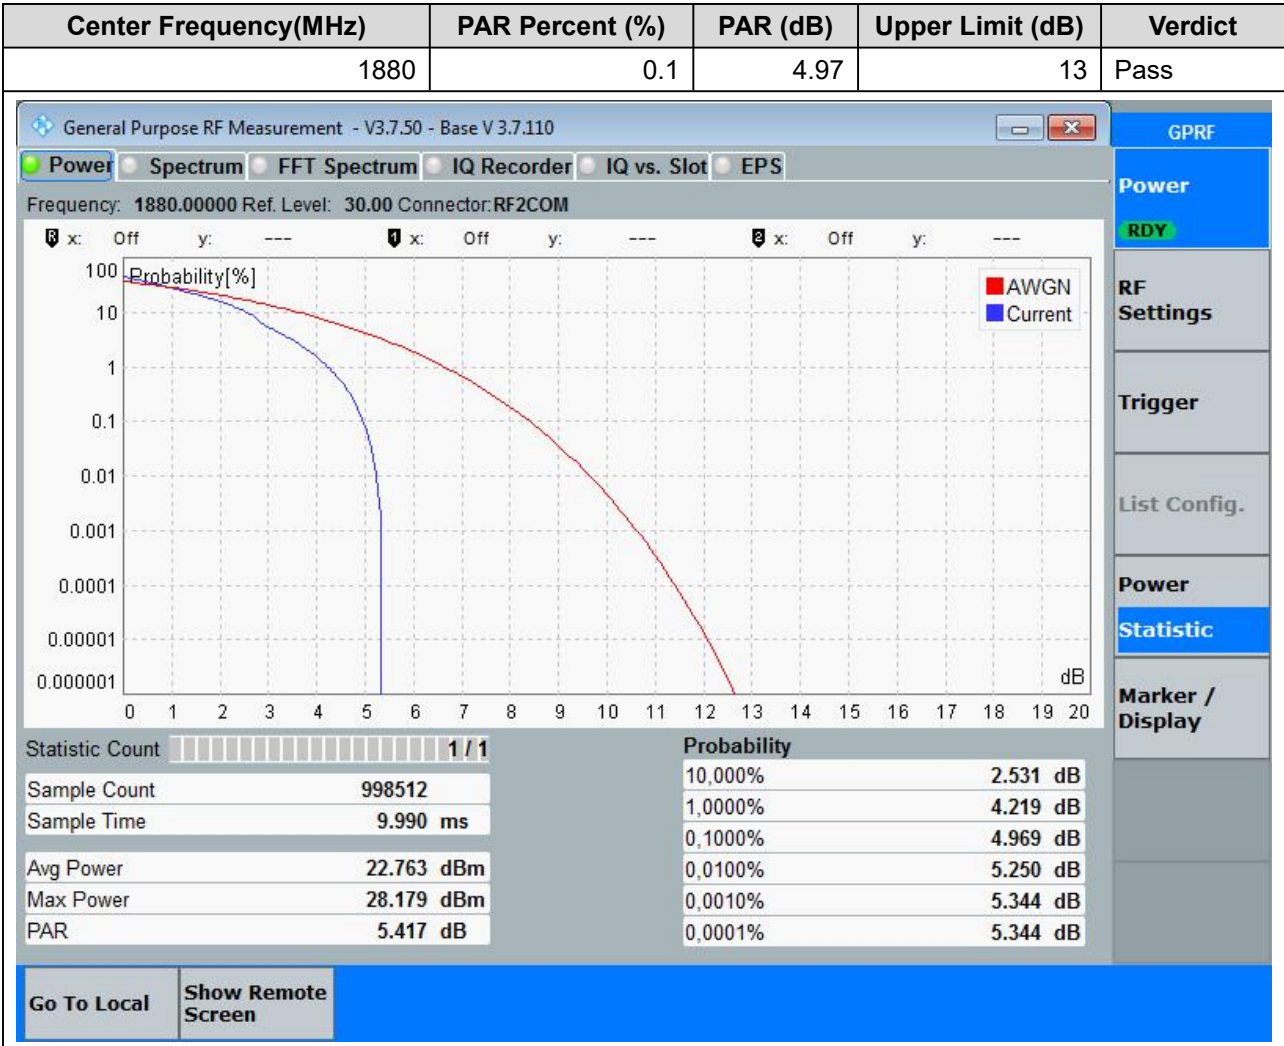 Center Frequency(MHz) PAR Percent (%) PAR (dB) Upper Limit (dB) Verdict
1880 0.1 4.97 13 Pass
General Purpose RF Measurement - V3.7.50 - Base V 3.7.110
GPRF
Power Spectrum FFT Spectrum IQ Recorder IQ vs. Slot EPS
Frequency: 1880.00000 Ref. Level: 30.00 Connector: RF2COM
R x: Off y: --- 1 x: Off y: --- 2 x: Off y: ---
Probability[%]
AWGN
Current
100
10
1
0.1
0.01
0.001
0.0001
0.00001
0.000001
dB
0 1 2 3 4 5 6 7 8 9 10 11 12 13 14 15 16 17 18 19 20
Statistic Count 1 / 1
Sample Count 998512
Sample Time 9.990 ms
Avg Power 22.763 dBm
Max Power 28.179 dBm
PAR 5.417 dB
Probability
10,000% 2.531 dB
1,0000% 4.219 dB
0,1000% 4.969 dB
0,0100% 5.250 dB
0,0010% 5.344 dB
0,0001% 5.344 dB
Power
RDY
RF
Settings
Trigger
List Config.
Power
Statistic
Marker /
Display
Go To Local
Show Remote
Screen